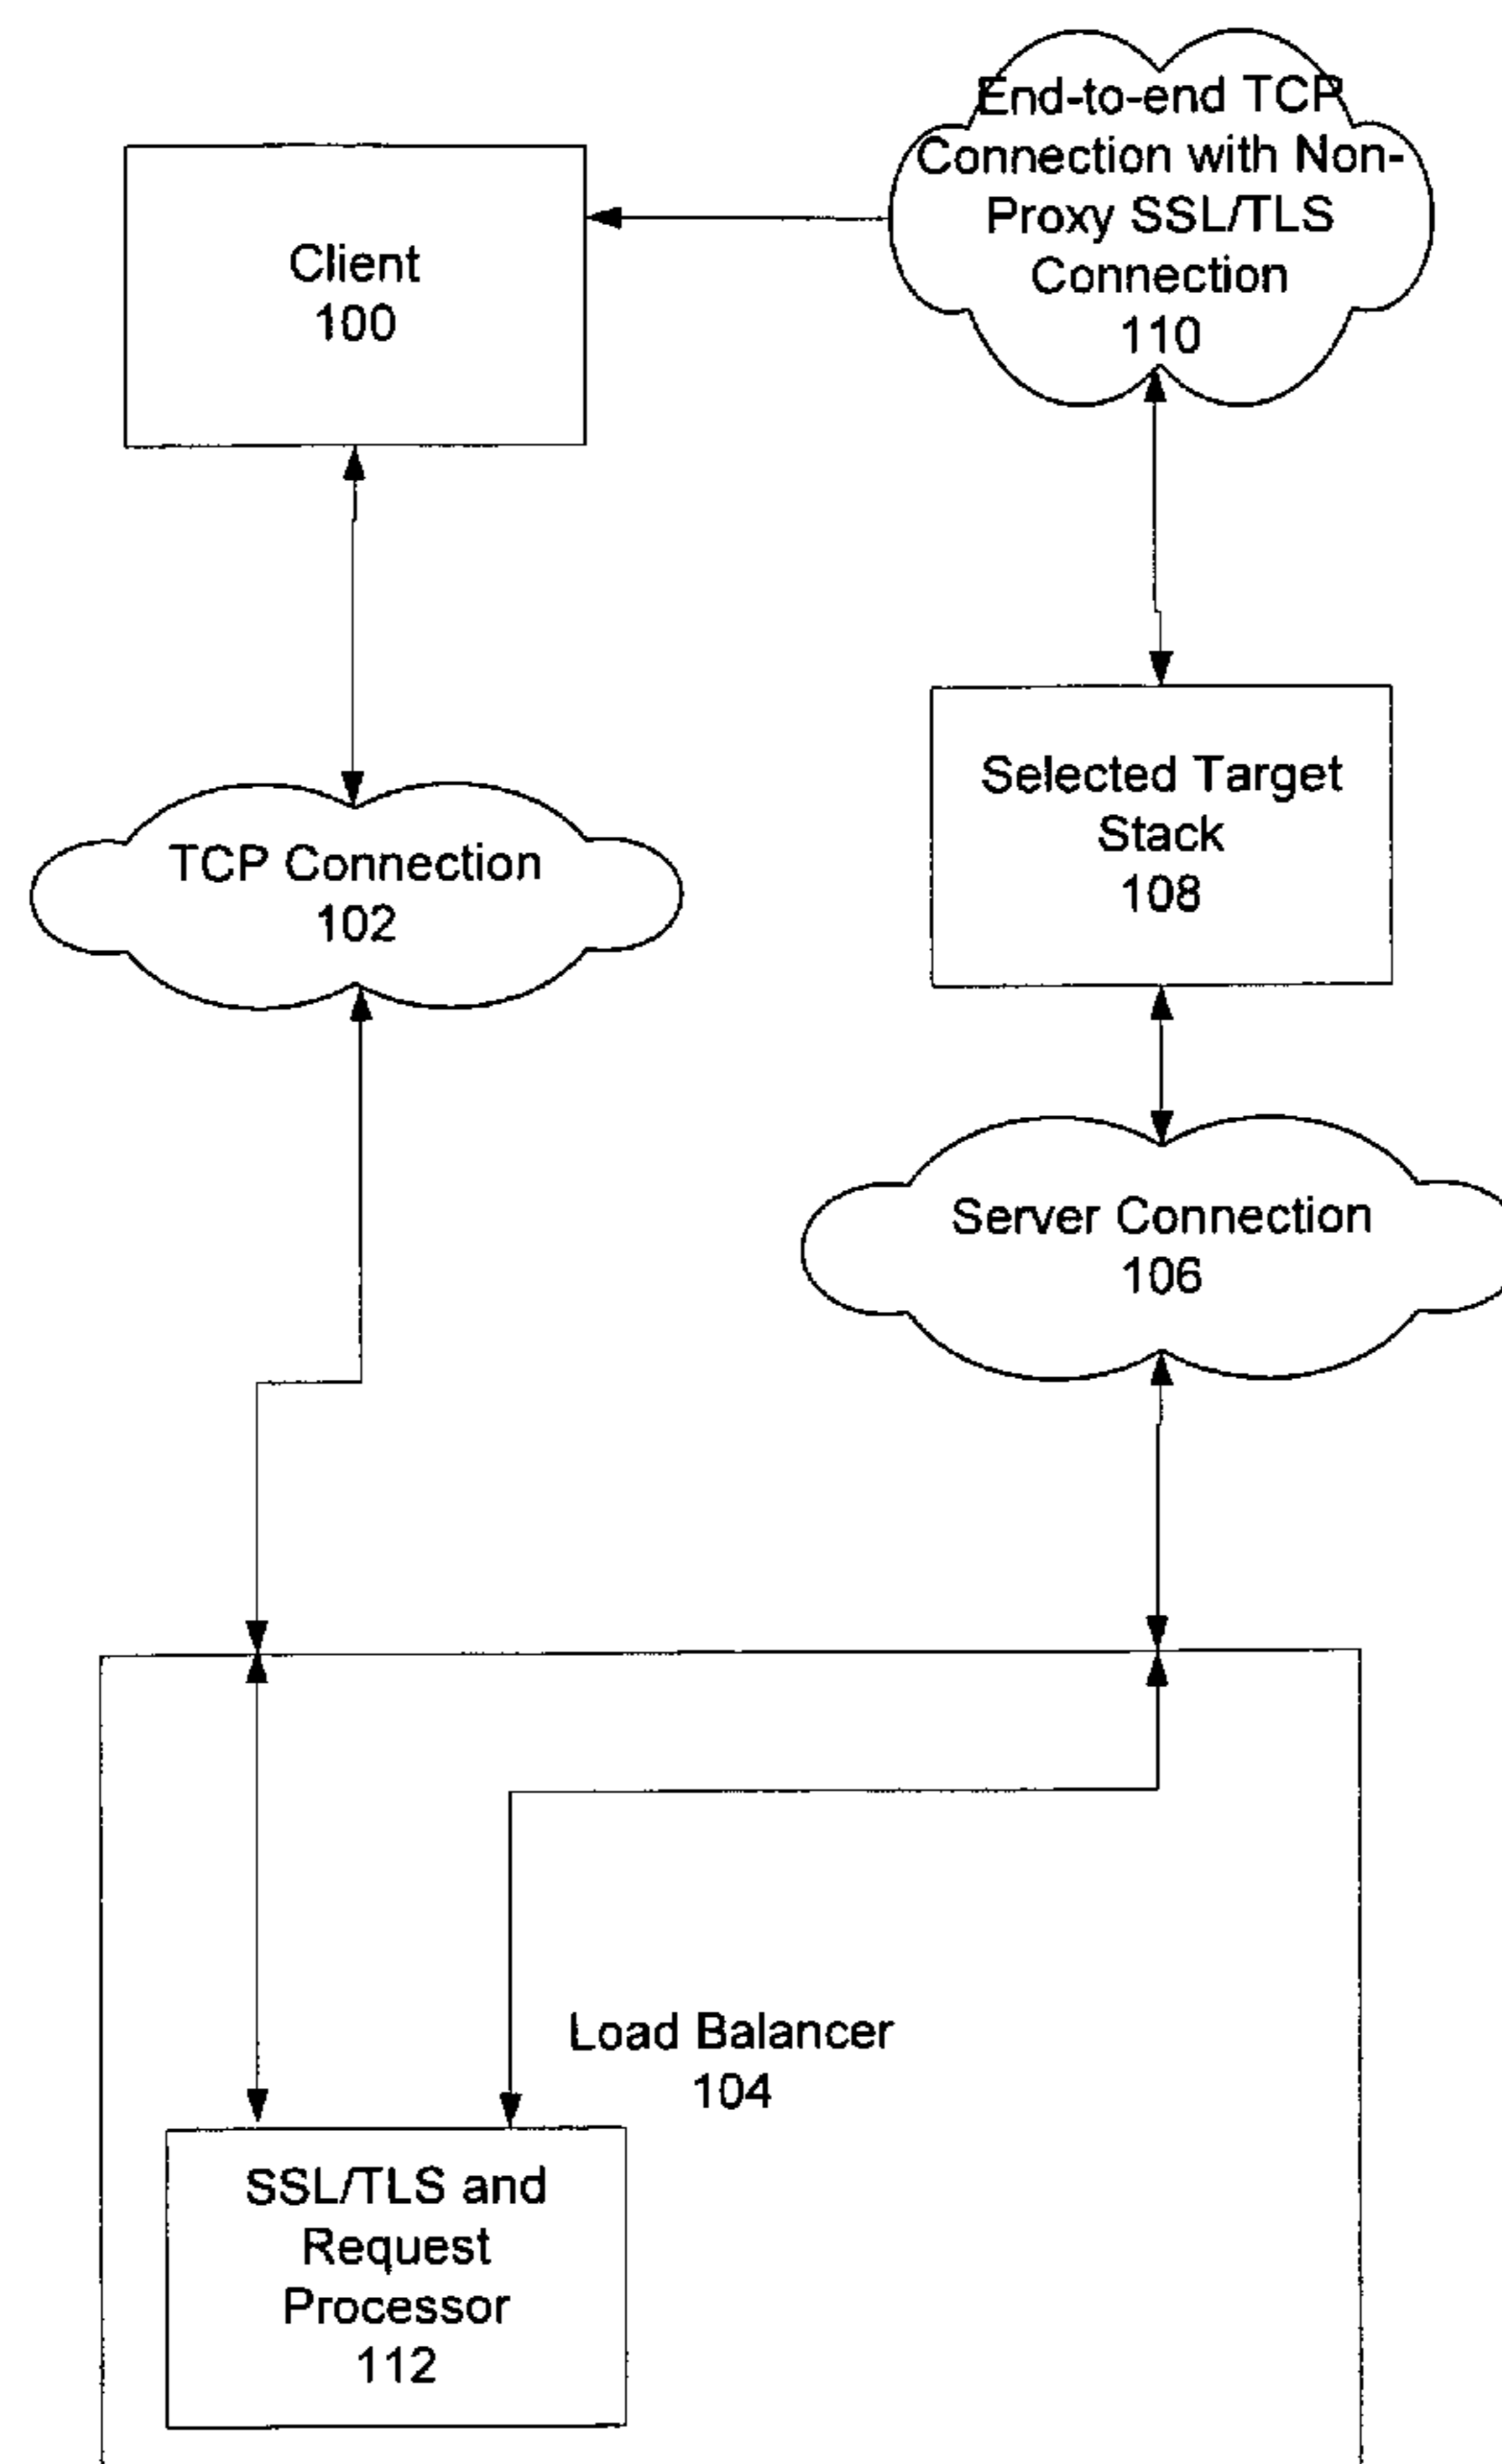 End-to-end TCP
Connection with Non-
Proxy SSL/TLS
Connection
110
Client
100
TCP Connection
102
Selected Target
Stack
108
Server Connection
106
Load Balancer
104
SSL/TLS and
Request
Processor
112